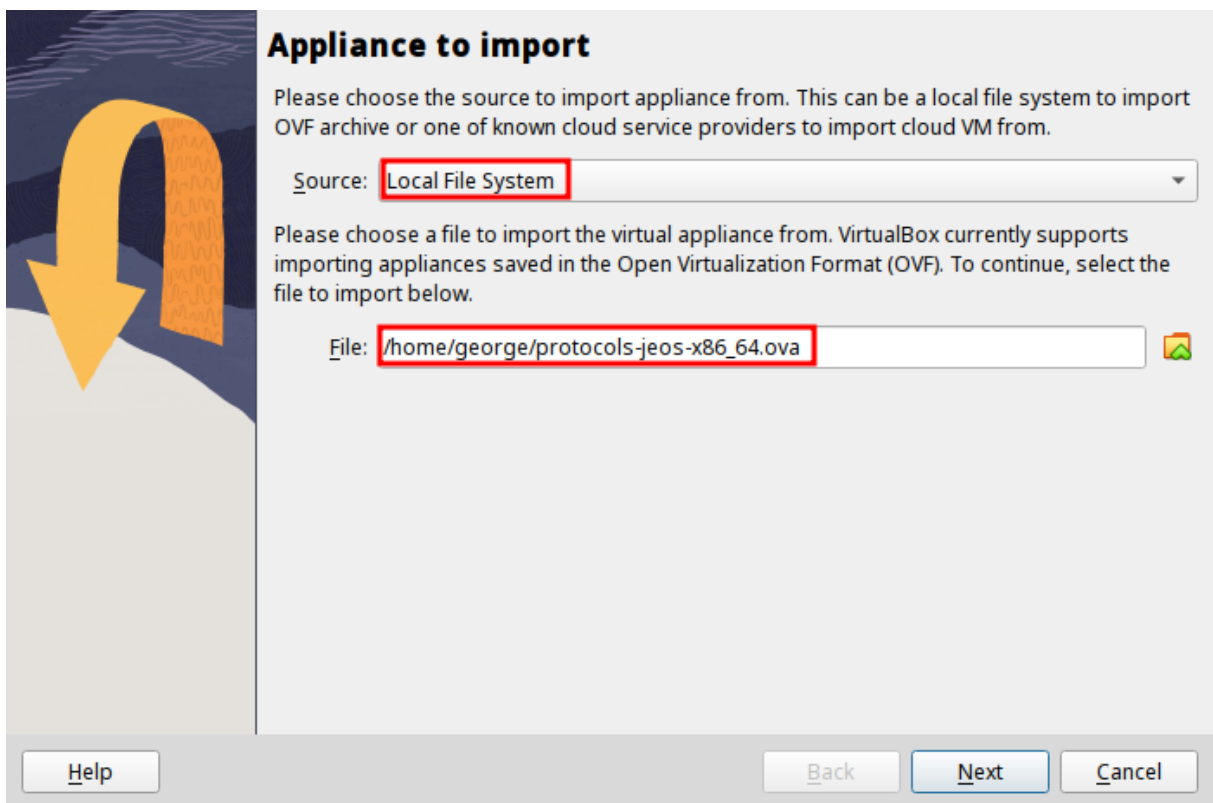 Appliance to import
Please choose the source to import appliance from. This can be a local file system to import
OVF archive or one of known cloud service providers to import cloud VM from.
Source: Local File System
Please choose a file to import the virtual appliance from. VirtualBox currently supports
importing appliances saved in the Open Virtualization Format (OVF). To continue, select the
file to import below.
File: /home/george/protocols-jeos-x86_64.ova
Help Back Next Cancel